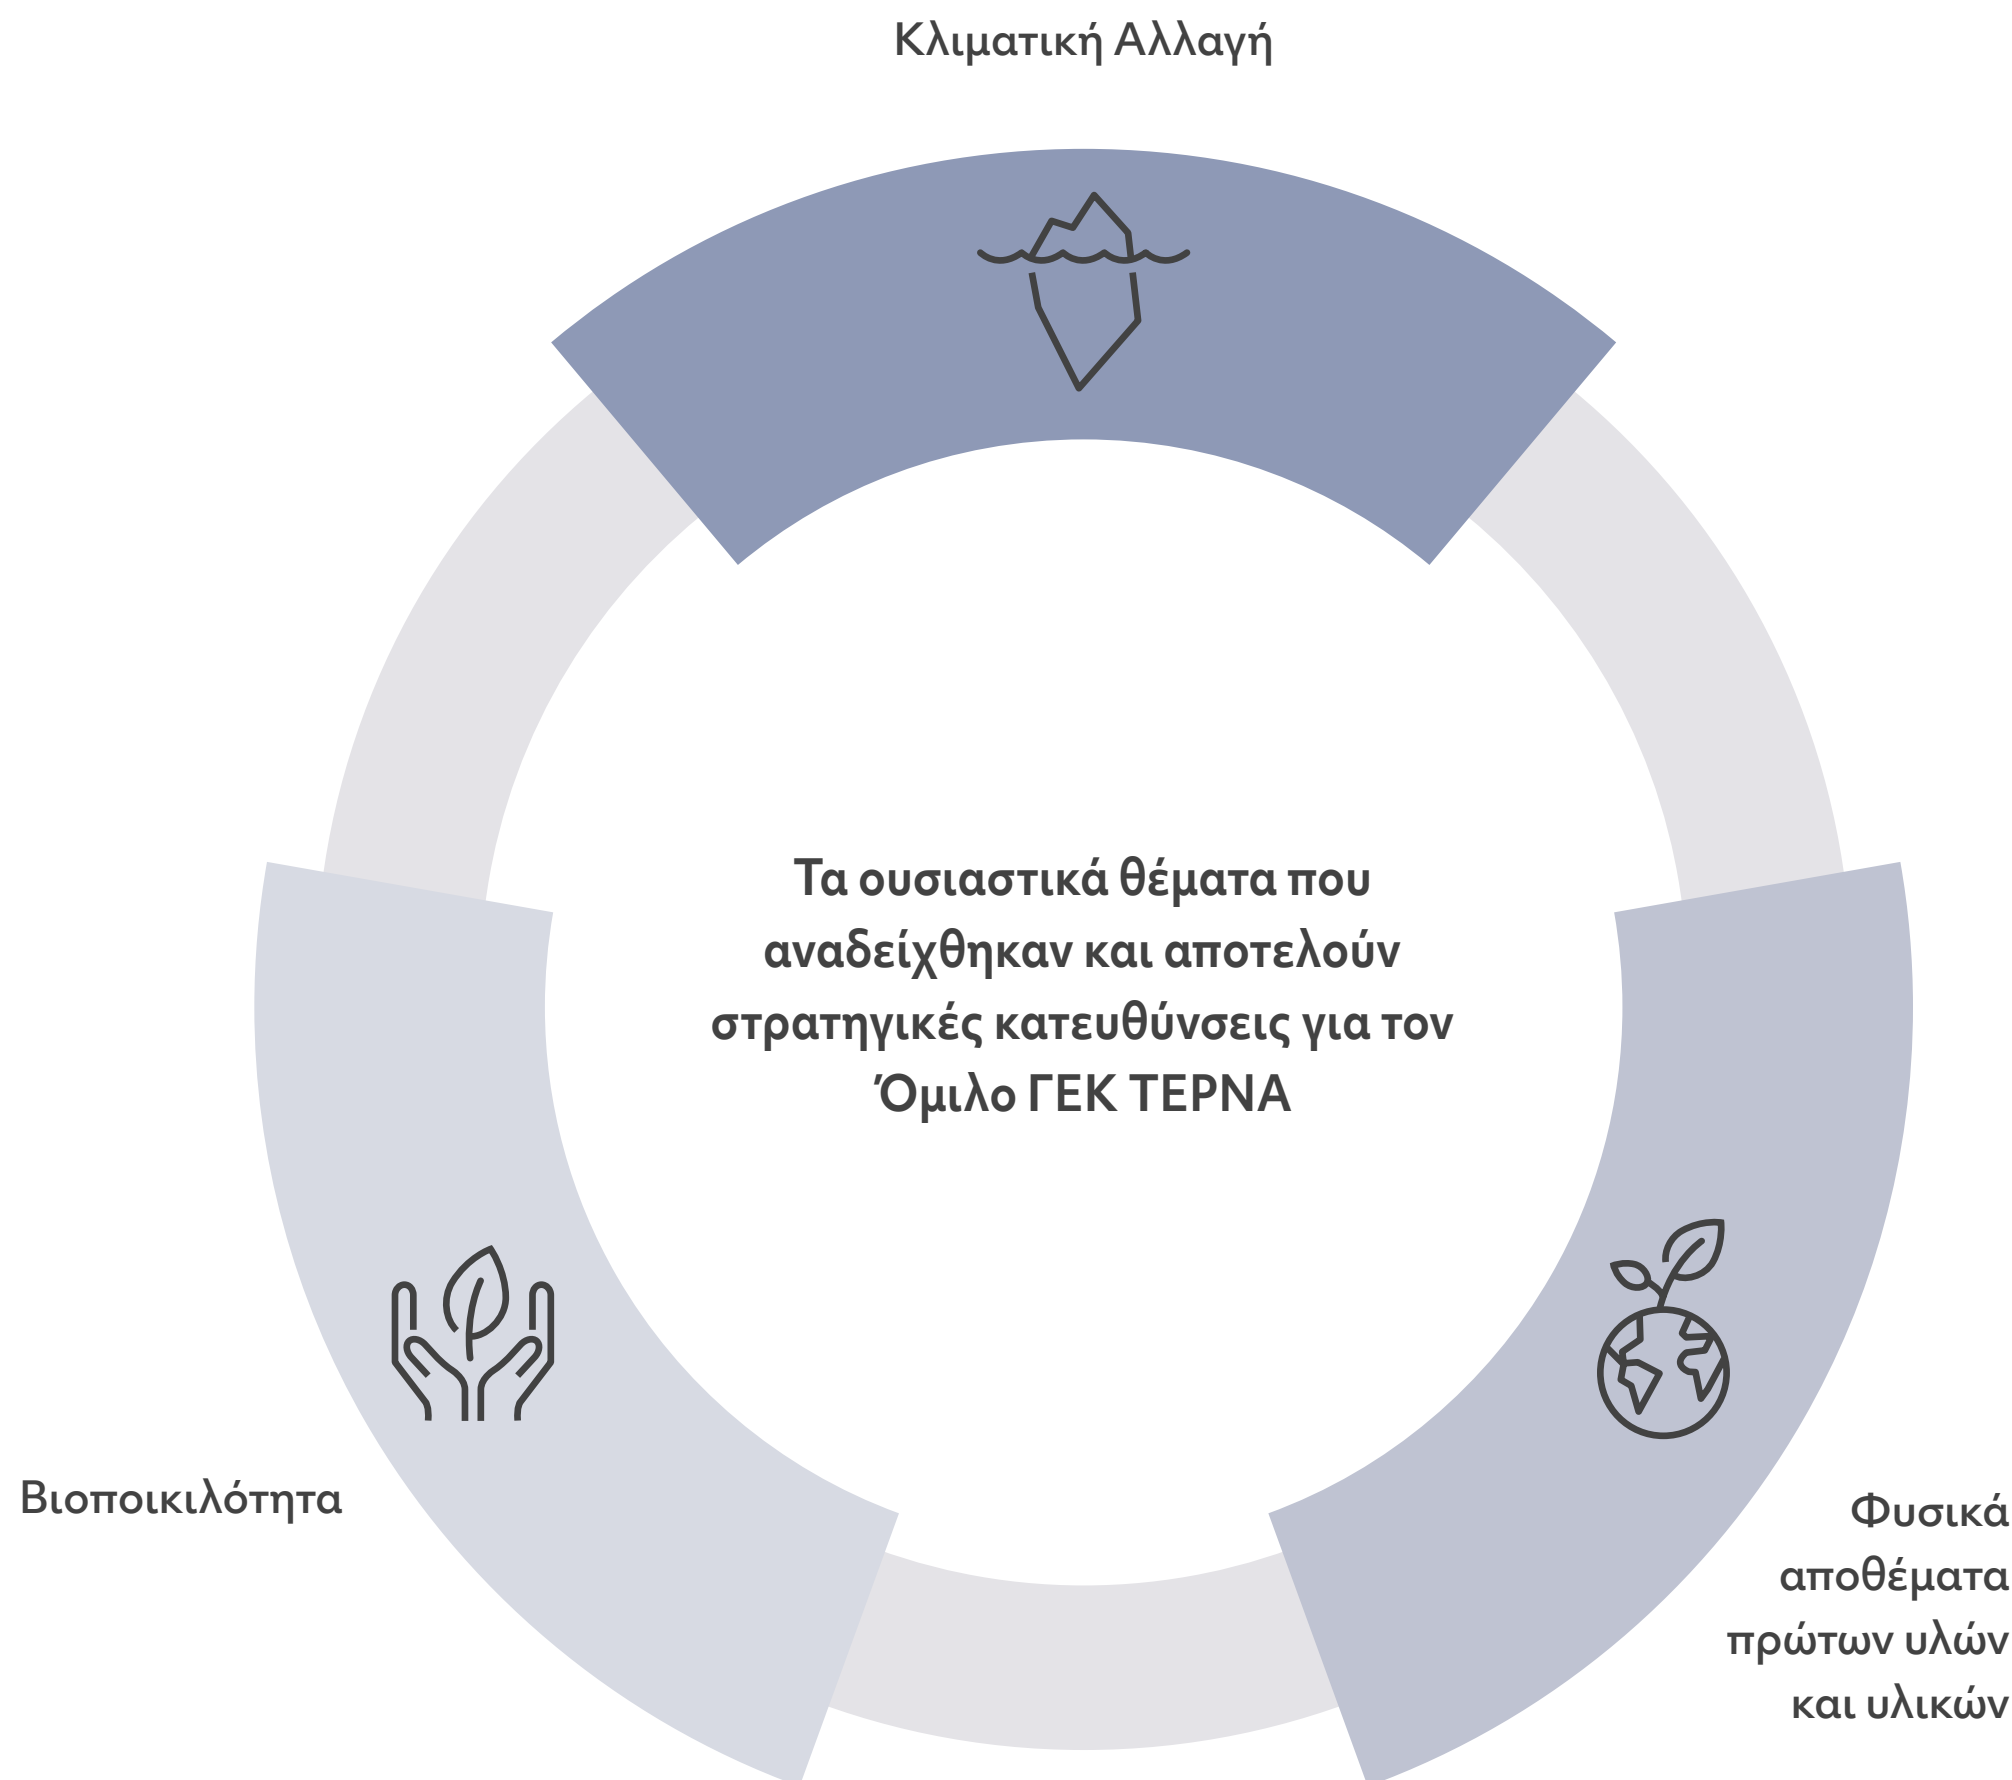 Κλιματική Αλλαγή
Τα ουσιαστικά θέματα που
αναδείχθηκαν και αποτελούν
στρατηγικές κατευθύνσεις για τον
Όμιλο ΓΕΚ ΤΕΡΝΑ
Βιοποικιλότητα
Φυσικά
αποθέματα
πρώτων υλών
και υλικών